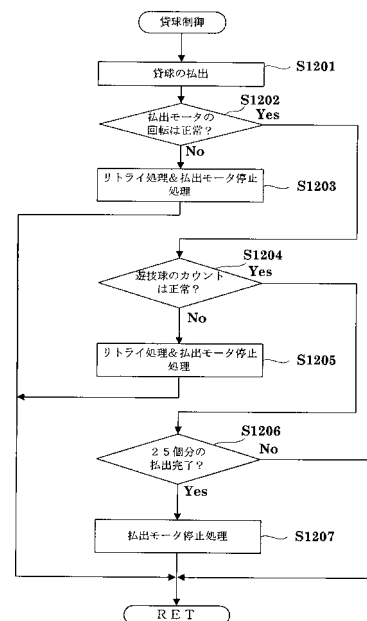 貸球制御
貸球の払出
S1201
払出モータの
回転は正常?
S1202
Yes
No
リトライ処理&払出モータ停止
処理
S1203
遊技球のカウント
は正常?
S1204
Yes
No
リトライ処理&払出モータ停止
処理
S1205
25個分の
払出完了?
S1206
No
Yes
払出モータ停止処理
S1207
RET